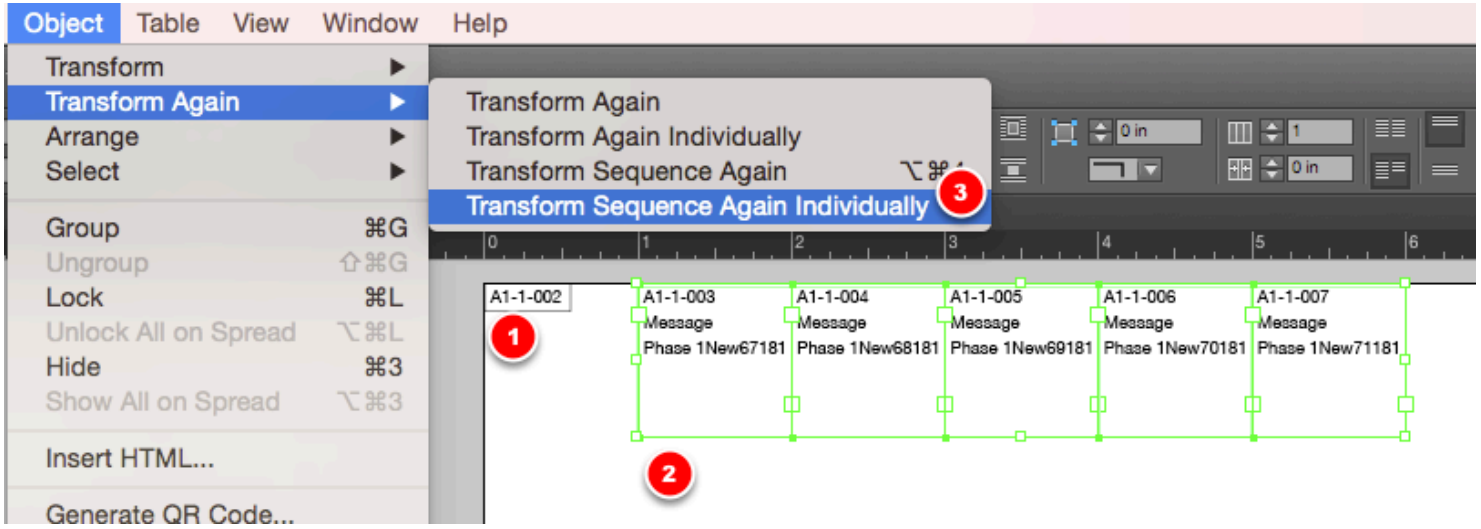 Object Table View Window Help
Transform
Transform Again
Arrange
Select
Group ⌘G
Ungroup ⇧⌘G
Lock ⌘L
Unlock All on Spread ⌥⌘L
Hide ⌘3
Show All on Spread ⌥⌘3
Insert HTML...
Generate QR Code...
Transform Again
Transform Again Individually
Transform Sequence Again ⌥⌘
Transform Sequence Again Individually
3
0 in 1
0 in
0 1 2 3 4 5 6
A1-1-002
1
A1-1-003
Message
Phase 1New67181
A1-1-004
Message
Phase 1New68181
A1-1-005
Message
Phase 1New69181
A1-1-006
Message
Phase 1New70181
A1-1-007
Message
Phase 1New71181
2